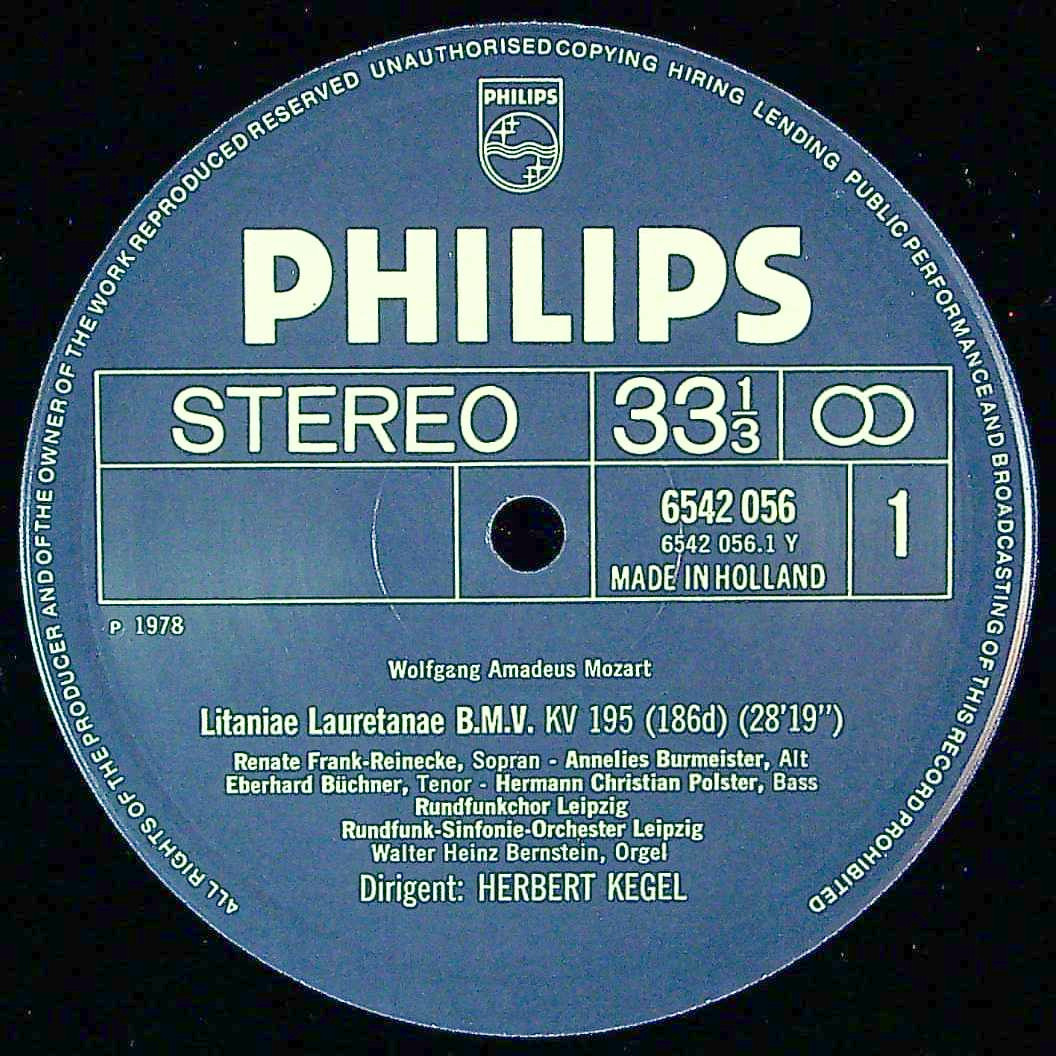 ALL RIGHTS OF THE PRODUCER AND OF THE OWNER OF THE WORK REPRODUCED RESERVED UNAUTHORISED COPYING HIRING LENDING PUBLIC PERFORMANCE AND BROADCASTING OF THIS RECORD PROHIBITED
PHILIPS
PHILIPS
STEREO 33 1/3
6542 056 1
6542 056.1 Y
MADE IN HOLLAND
P 1978
Wolfgang Amadeus Mozart
Litaniae Lauretanae B.M.V. KV 195 (186d) (28'19")
Renate Frank-Reinecke, Sopran - Annelies Burmeister, Alt
Eberhard Büchner, Tenor - Hermann Christian Polster, Bass
Rundfunkchor Leipzig
Rundfunk-Sinfonie-Orchester Leipzig
Walter Heinz Bernstein, Orgel
Dirigent: HERBERT KEGEL